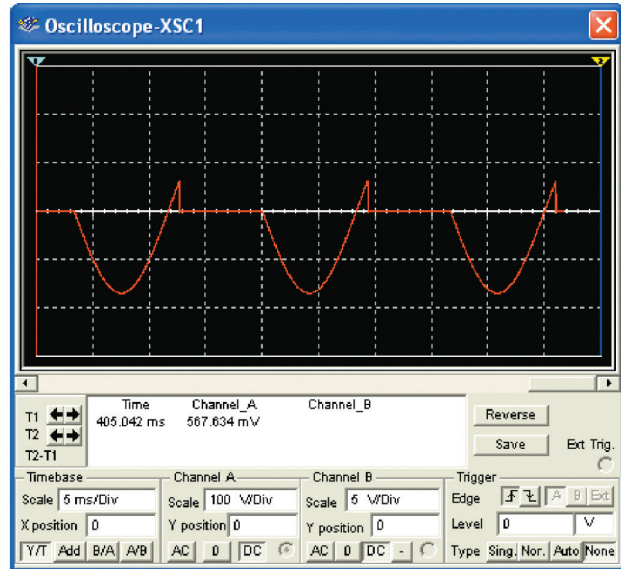 Oscilloscope-XSC1
1 2
Time Channel_A Channel_B
T1 405.042 ms 567.634 mV
T2
T2-T1
Reverse
Save Ext Trig.
Timebase Channel A Channel B Trigger
Scale 5 ms/Div Scale 100 V/Div Scale 5 V/Div Edge A B Ext
X position 0 Y position 0 Y position 0 Level 0 V
Y/T Add B/A A/B AC 0 DC AC 0 DC - Type Sing. Nor. Auto None